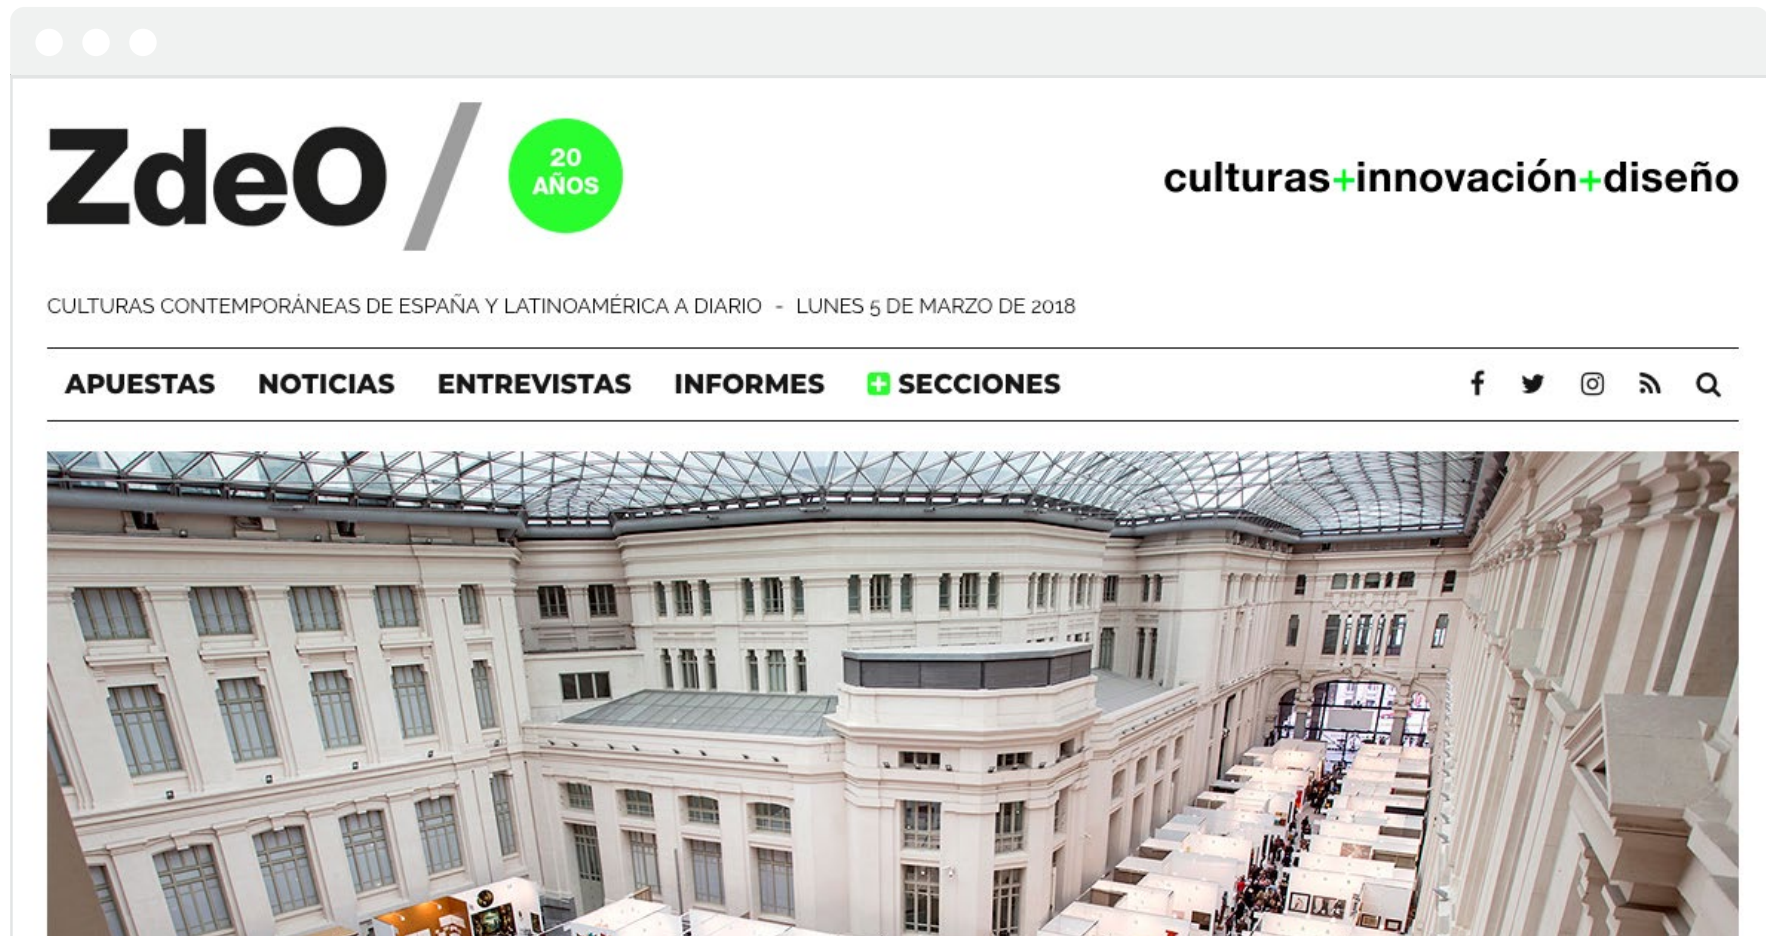 ZdeO/
20
AÑOS
culturas+innovación+diseño
CULTURAS CONTEMPORÁNEAS DE ESPAÑA Y LATINOAMÉRICA A DIARIO - LUNES 5 DE MARZO DE 2018
APUESTAS NOTICIAS ENTREVISTAS INFORMES + SECCIONES